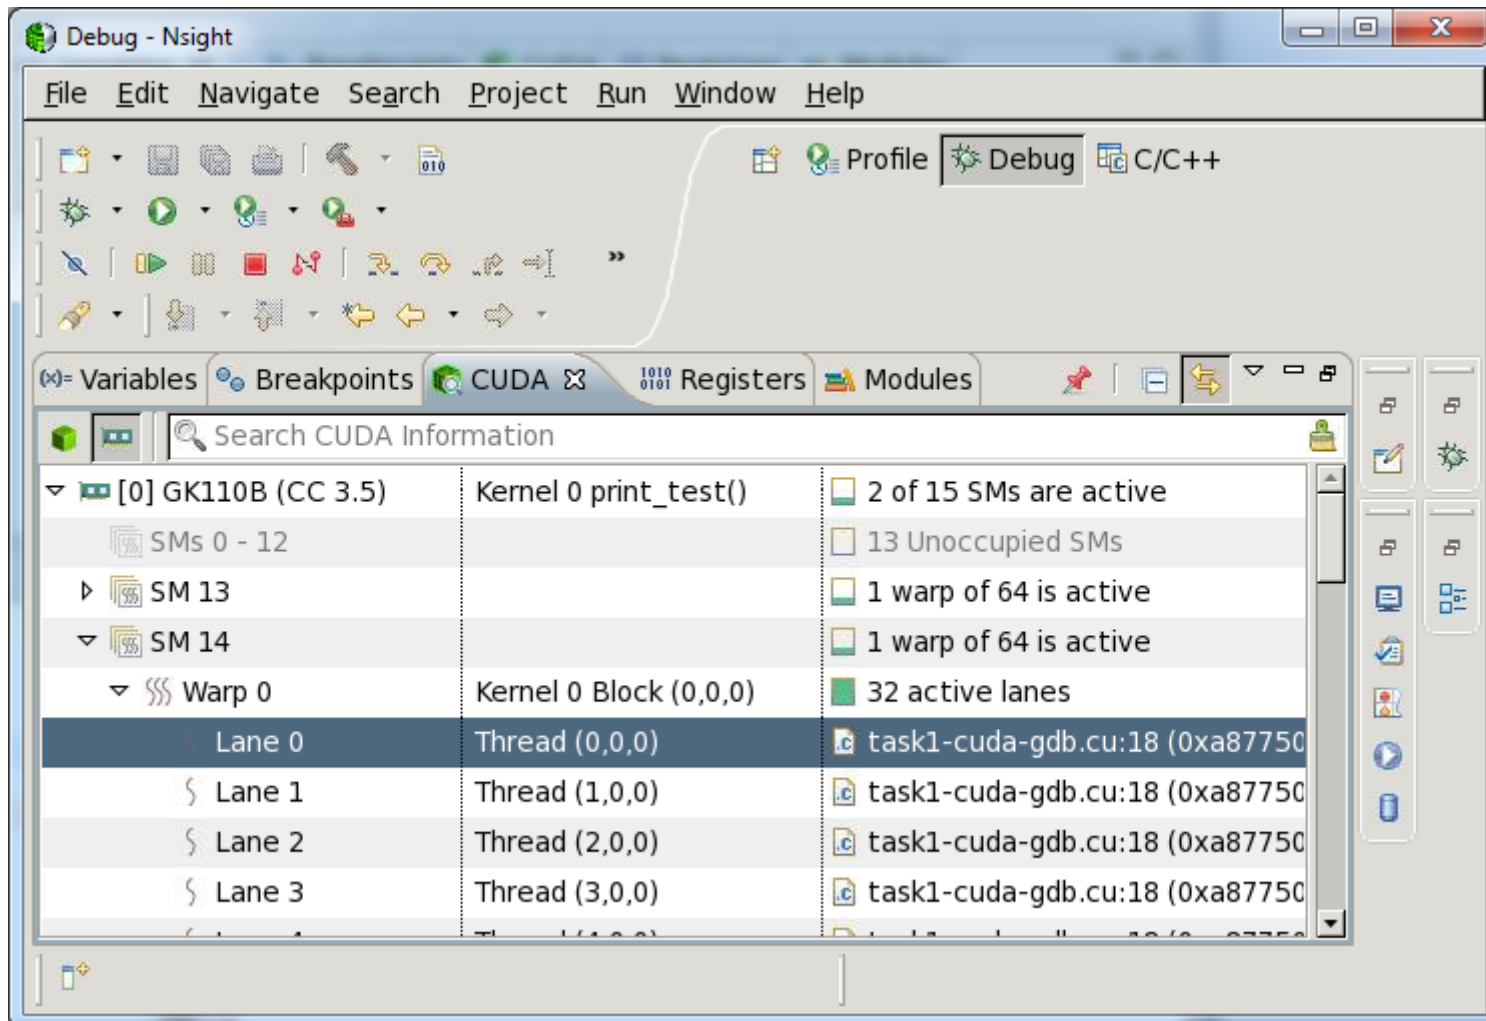 Debug - Nsight
File Edit Navigate Search Project Run Window Help
010
Profile Debug C/C++
(x)= Variables Breakpoints CUDA 1010 0101 Registers Modules
Search CUDA Information
[0] GK110B (CC 3.5) Kernel 0 print_test() 2 of 15 SMs are active
SMs 0 - 12 13 Unoccupied SMs
SM 13 1 warp of 64 is active
SM 14 1 warp of 64 is active
Warp 0 Kernel 0 Block (0,0,0) 32 active lanes
Lane 0 Thread (0,0,0) .c task1-cuda-gdb.cu:18 (0xa87750
Lane 1 Thread (1,0,0) .c task1-cuda-gdb.cu:18 (0xa87750
Lane 2 Thread (2,0,0) .c task1-cuda-gdb.cu:18 (0xa87750
Lane 3 Thread (3,0,0) .c task1-cuda-gdb.cu:18 (0xa87750